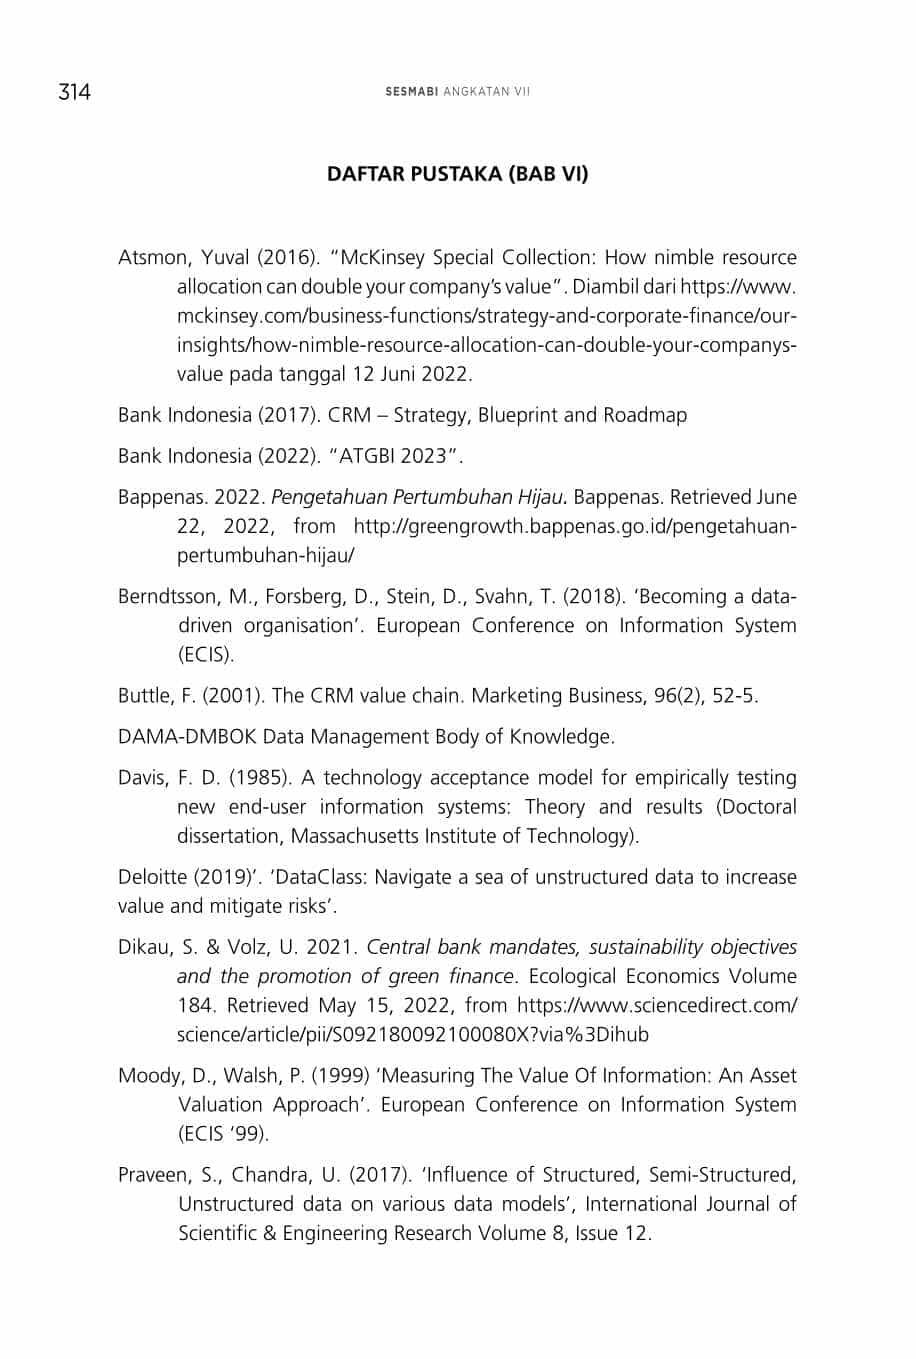 314
SESMABI ANGKATAN VII
DAFTAR PUSTAKA (BAB VI)
Atsmon, Yuval (2016). “McKinsey Special Collection: How nimble resource
allocation can double your company’s value”. Diambil dari https://www.
mckinsey.com/business-functions/strategy-and-corporate-finance/our-
insights/how-nimble-resource-allocation-can-double-your-companys-
value pada tanggal 12 Juni 2022.
Bank Indonesia (2017). CRM – Strategy, Blueprint and Roadmap
Bank Indonesia (2022). “ATGBI 2023”.
Bappenas. 2022. Pengetahuan Pertumbuhan Hijau. Bappenas. Retrieved June
22, 2022, from http://greengrowth.bappenas.go.id/pengetahuan-
pertumbuhan-hijau/
Berndtsson, M., Forsberg, D., Stein, D., Svahn, T. (2018). ‘Becoming a data-
driven organisation’. European Conference on Information System
(ECIS).
Buttle, F. (2001). The CRM value chain. Marketing Business, 96(2), 52-5.
DAMA-DMBOK Data Management Body of Knowledge.
Davis, F. D. (1985). A technology acceptance model for empirically testing
new end-user information systems: Theory and results (Doctoral
dissertation, Massachusetts Institute of Technology).
Deloitte (2019)’. ‘DataClass: Navigate a sea of unstructured data to increase
value and mitigate risks’.
Dikau, S. & Volz, U. 2021. Central bank mandates, sustainability objectives
and the promotion of green finance. Ecological Economics Volume
184. Retrieved May 15, 2022, from https://www.sciencedirect.com/
science/article/pii/S092180092100080X?via%3Dihub
Moody, D., Walsh, P. (1999) ‘Measuring The Value Of Information: An Asset
Valuation Approach’. European Conference on Information System
(ECIS ‘99).
Praveen, S., Chandra, U. (2017). ‘Influence of Structured, Semi-Structured,
Unstructured data on various data models’, International Journal of
Scientific & Engineering Research Volume 8, Issue 12.